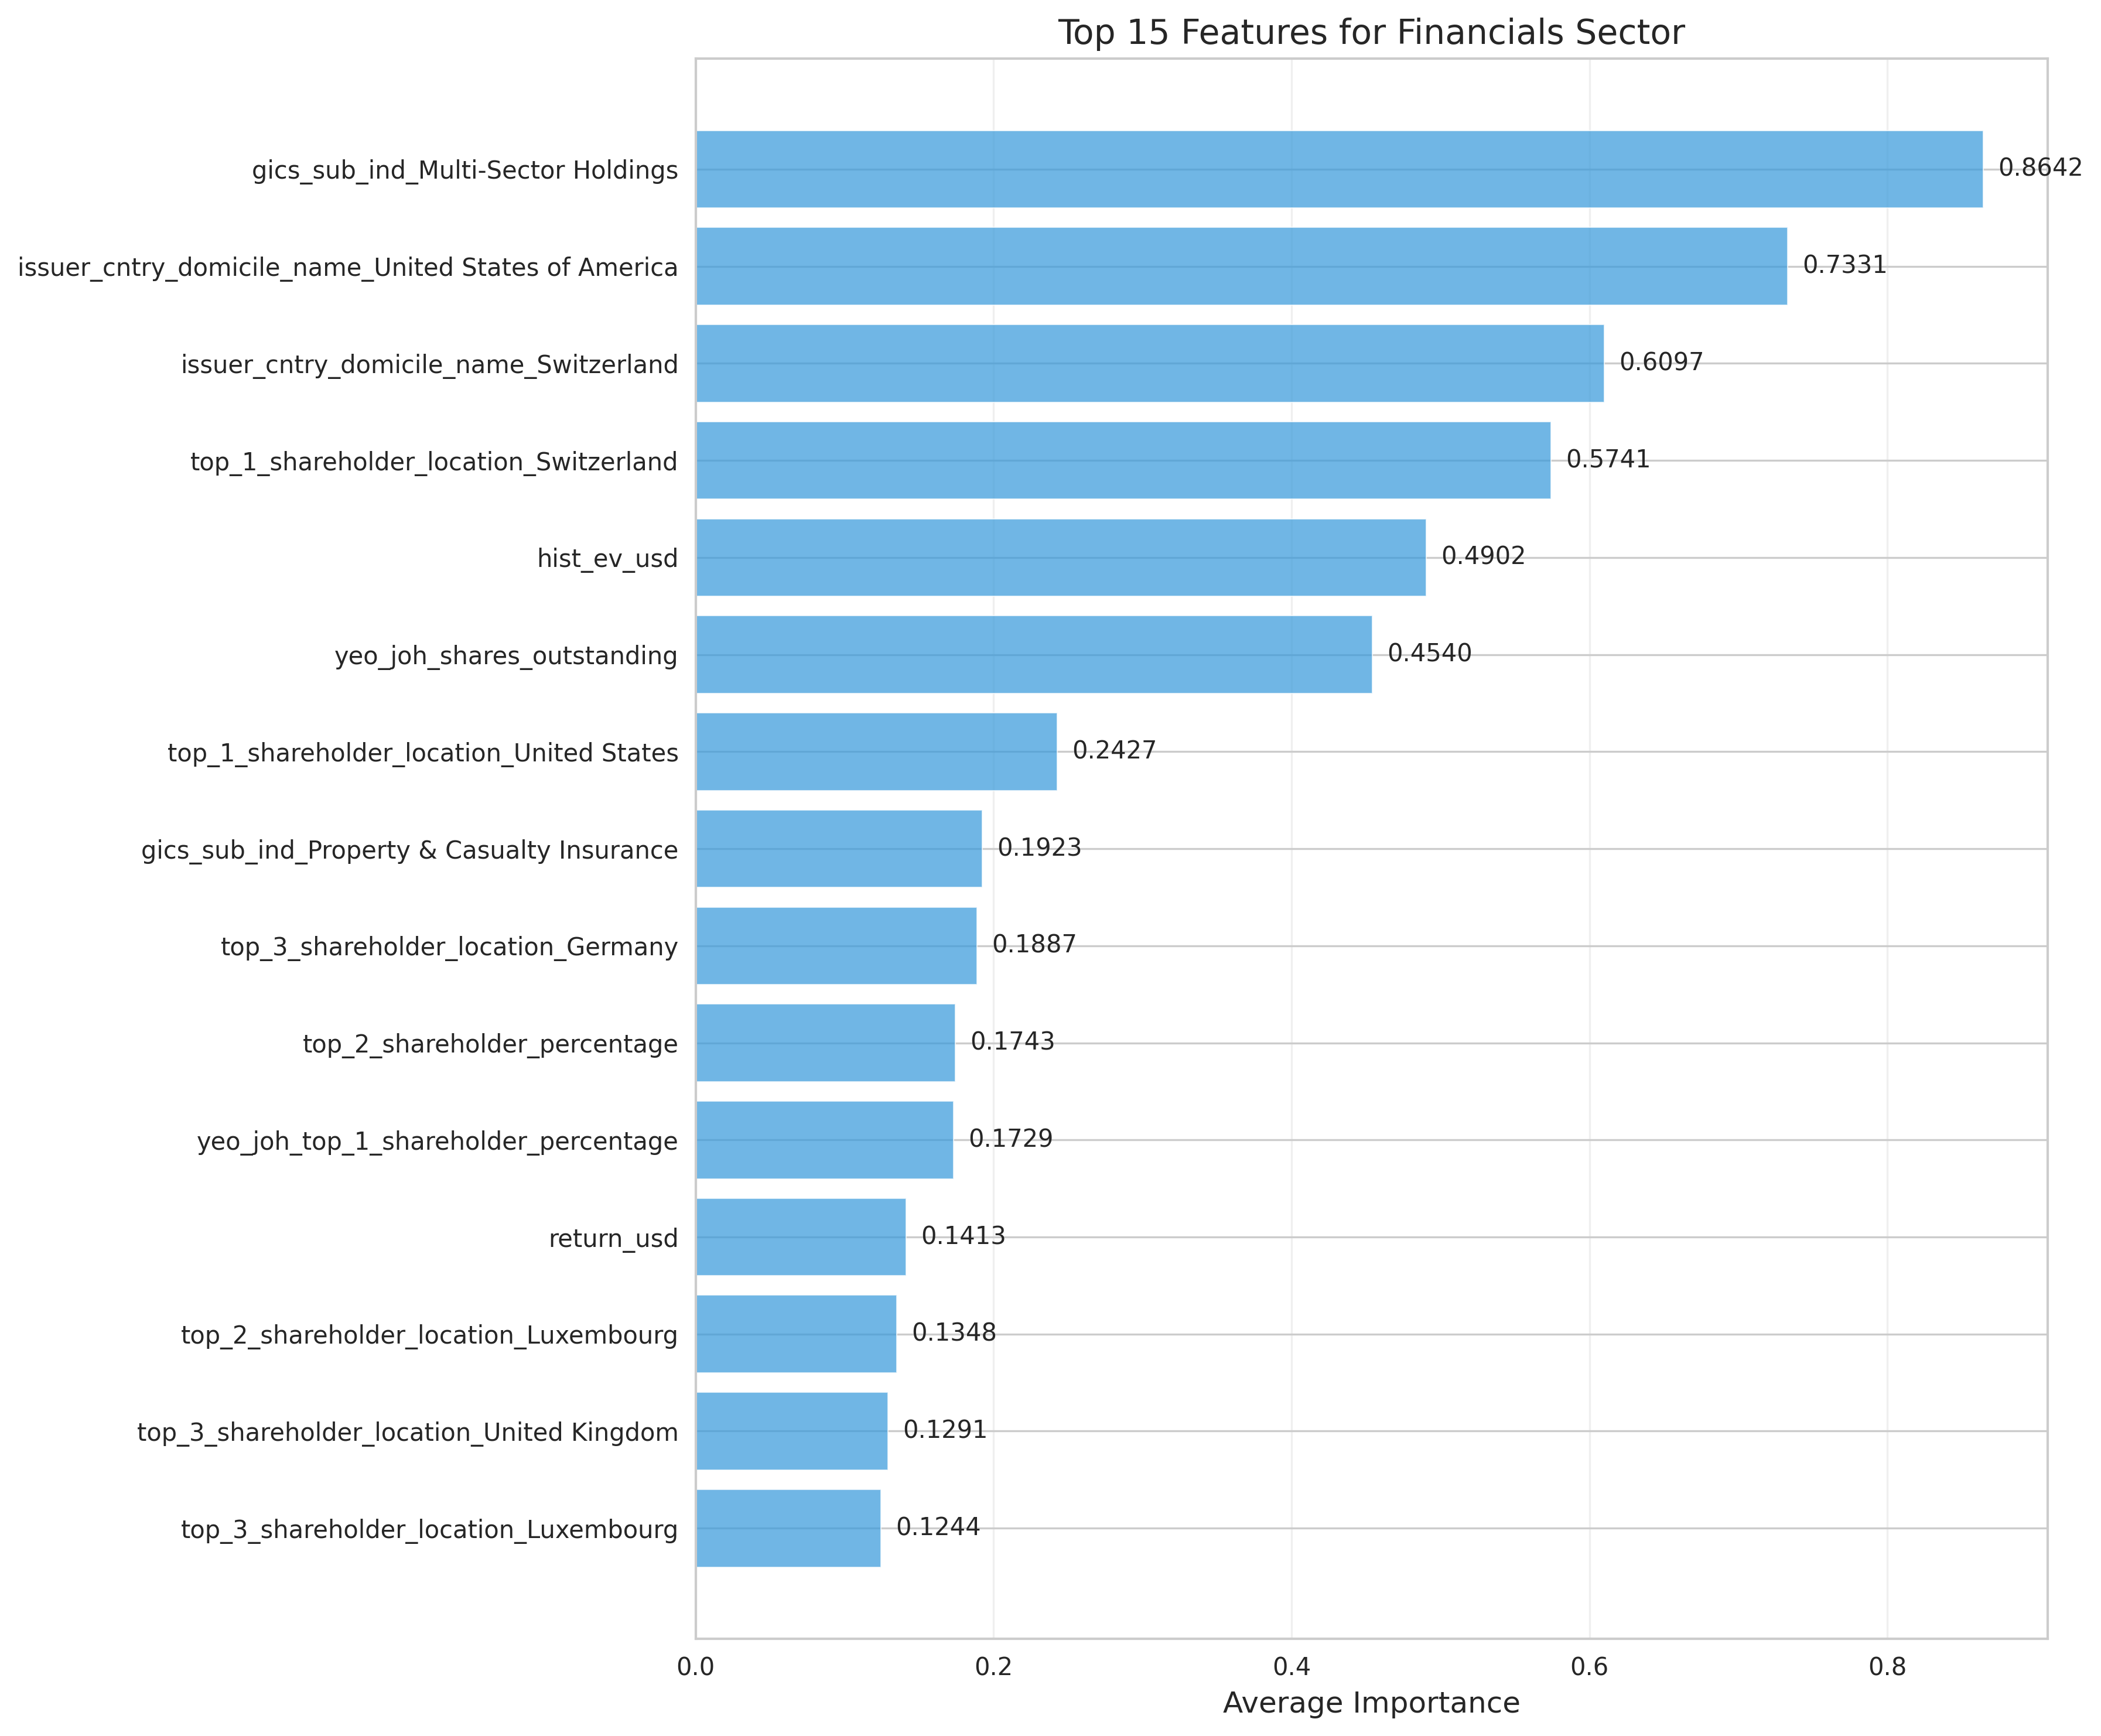 Top 15 Features for Financials Sector
gics_sub_ind_Multi-Sector Holdings
0.8642
issuer_cntry_domicile_name_United States of America
0.7331
issuer_cntry_domicile_name_Switzerland
0.6097
top_1_shareholder_location_Switzerland
0.5741
hist_ev_usd
0.4902
yeo_joh_shares_outstanding
0.4540
top_1_shareholder_location_United States
0.2427
gics_sub_ind_Property & Casualty Insurance
0.1923
top_3_shareholder_location_Germany
0.1887
top_2_shareholder_percentage
0.1743
yeo_joh_top_1_shareholder_percentage
0.1729
return_usd
0.1413
top_2_shareholder_location_Luxembourg
0.1348
top_3_shareholder_location_United Kingdom
0.1291
top_3_shareholder_location_Luxembourg
0.1244
0.0 0.2 0.4 0.6 0.8
Average Importance